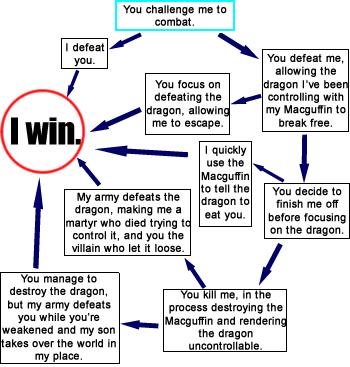 You challenge me to
combat.
I defeat
you.
You defeat me,
allowing the
dragon I've been
controlling with
my Macguffin to
break free.
You focus on
defeating the
dragon, allowing
me to escape.
I win.
I quickly
use the
Macguffin
to tell the
dragon to
eat you.
You decide to
finish me off
before focusing
on the dragon.
My army defeats the
dragon, making me a
martyr who died trying to
control it, and you the
villain who let it loose.
You manage to
destroy the dragon,
but my army defeats
you while you're
weakened and my son
takes over the world in
my place.
You kill me, in the
process destroying the
Macguffin and rendering
the dragon
uncontrollable.